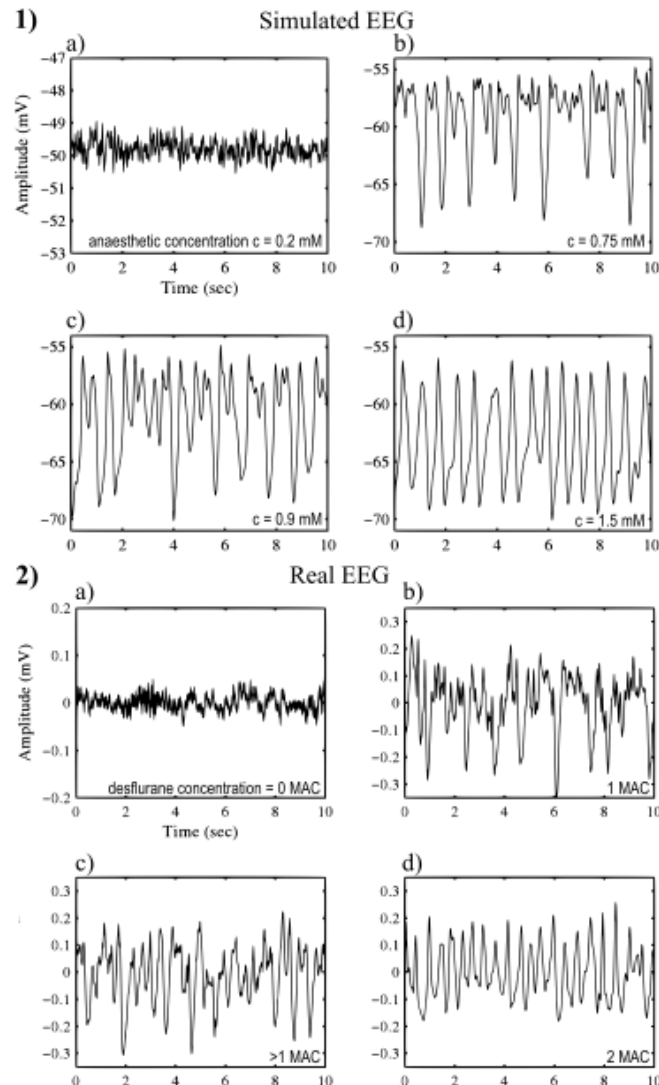 1) Simulated EEG
a)
−47
−48
−49
−50
−51
−52
−53
Amplitude (mV)
anaesthetic concentration c = 0.2 mM
0 2 4 6 8 10
Time (sec)
b)
−55
−60
−65
−70
c = 0.75 mM
0 2 4 6 8 10
c)
−55
−60
−65
−70
c = 0.9 mM
0 2 4 6 8 10
d)
−55
−60
−65
−70
c = 1.5 mM
0 2 4 6 8 10
2) Real EEG
a)
0.2
0.1
0
−0.1
−0.2
Amplitude (mV)
desflurane concentration = 0 MAC
0 2 4 6 8 10
Time (sec)
b)
0.3
0.2
0.1
0
−0.1
−0.2
−0.3
1 MAC
0 2 4 6 8 10
c)
0.3
0.2
0.1
0
−0.1
−0.2
−0.3
>1 MAC
0 2 4 6 8 10
d)
0.3
0.2
0.1
0
−0.1
−0.2
−0.3
2 MAC
0 2 4 6 8 10